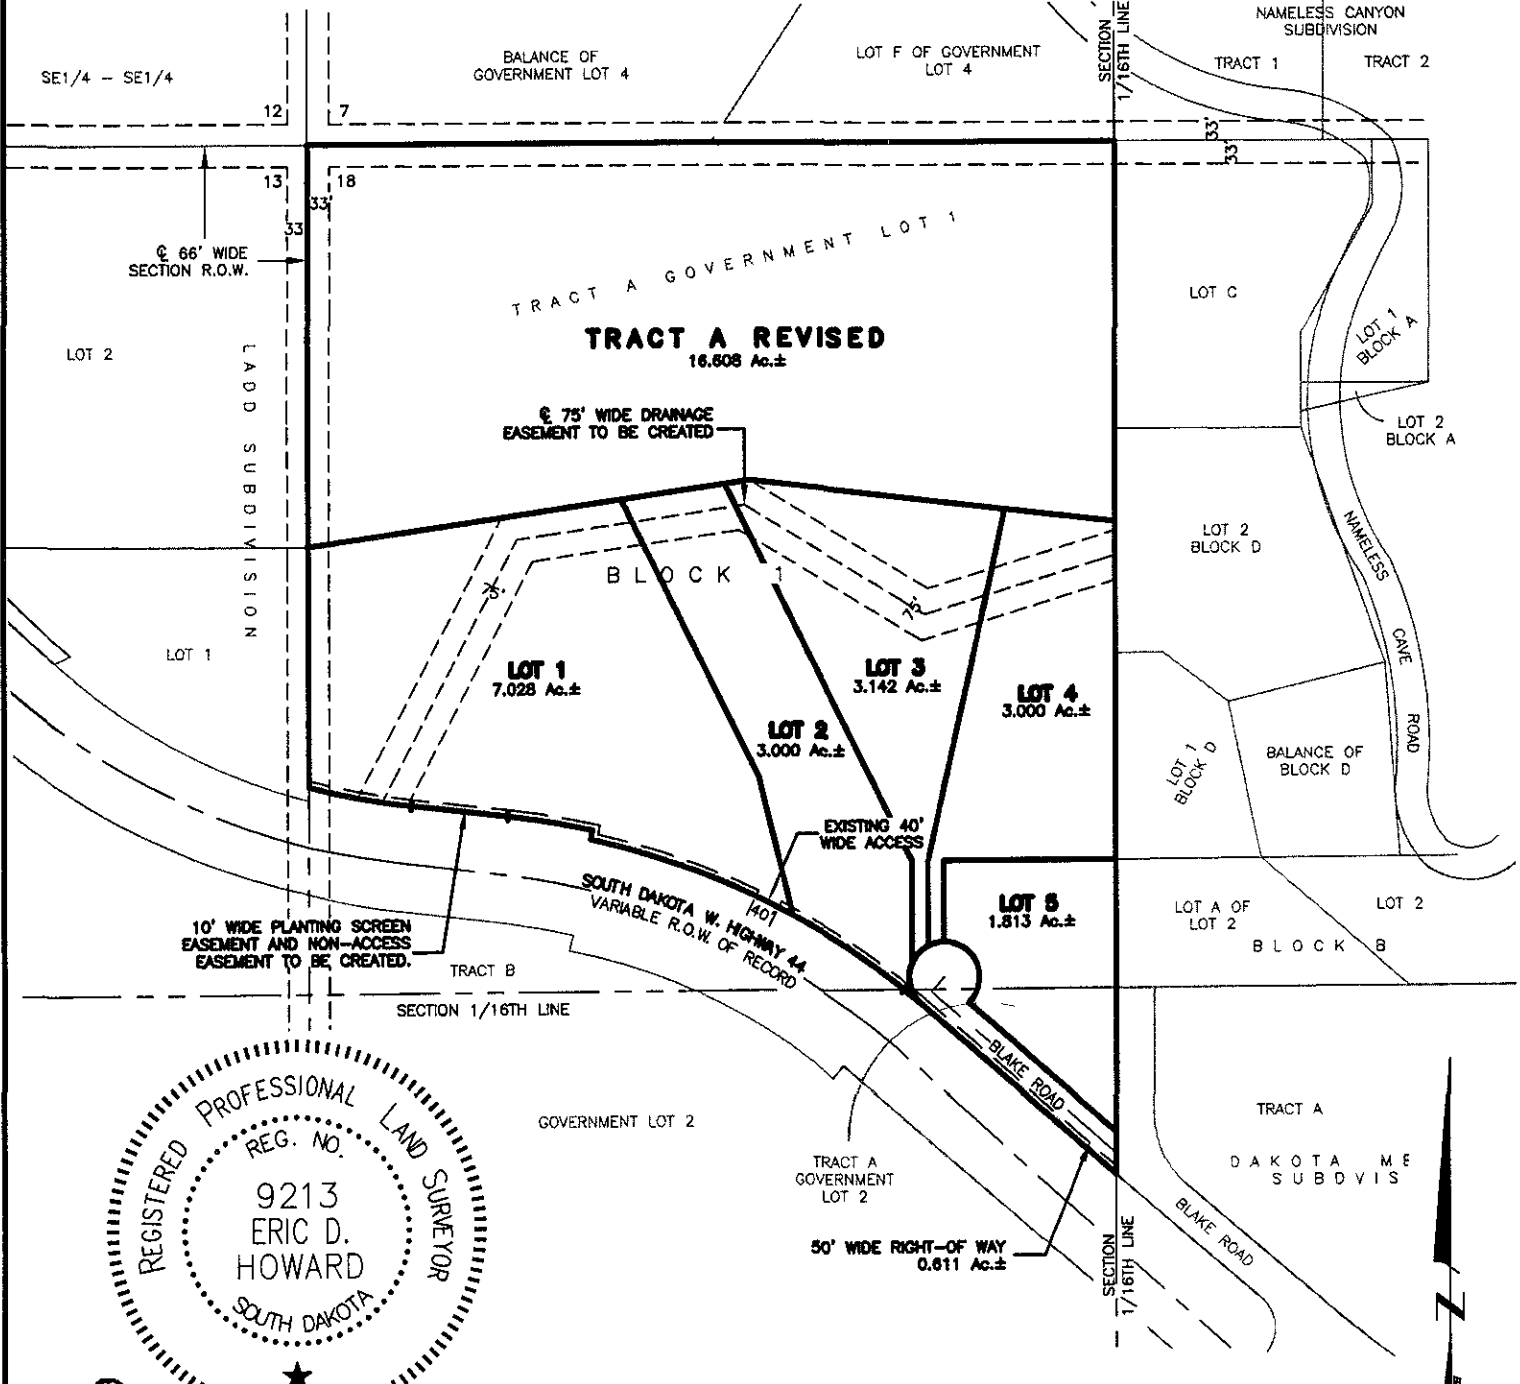 NAMELESS CANYON
SUBDIVISION
SE1/4 - SE1/4
BALANCE OF
GOVERNMENT LOT 4
LOT F OF GOVERNMENT
LOT 4
SECTION
1/16TH LINE
TRACT 1
TRACT 2
12
7
33'
33'
13
18
33'
33'
℄ 66' WIDE
SECTION R.O.W.
TRACT A GOVERNMENT LOT 1
TRACT A REVISED
16.608 Ac.±
LOT C
LOT 1
BLOCK A
LOT 2
LADD SUBDIVISION
℄ 75' WIDE DRAINAGE
EASEMENT TO BE CREATED
LOT 2
BLOCK A
LOT 2
BLOCK D
NAMELESS CAVE ROAD
BLOCK 1
75'
75'
LOT 1
LOT 1
7.028 Ac.±
LOT 3
3.142 Ac.±
LOT 4
3.000 Ac.±
LOT 2
3.000 Ac.±
LOT 1
BLOCK D
BALANCE OF
BLOCK D
EXISTING 40'
WIDE ACCESS
SOUTH DAKOTA W. HIGHWAY 44
VARIABLE R.O.W. OF RECORD
40
LOT 5
1.813 Ac.±
LOT A OF
LOT 2
LOT 2
BLOCK B
10' WIDE PLANTING SCREEN
EASEMENT AND NON-ACCESS
EASEMENT TO BE CREATED.
TRACT B
SECTION 1/16TH LINE
BLAKE ROAD
GOVERNMENT LOT 2
TRACT A
GOVERNMENT
LOT 2
TRACT A
DAKOTA ME
SUBDVIS
BLAKE ROAD
50' WIDE RIGHT-OF WAY
0.611 Ac.±
SECTION
1/16TH LINE
REGISTERED PROFESSIONAL LAND SURVEYOR
REG. NO.
9213
ERIC D.
HOWARD
SOUTH DAKOTA
N